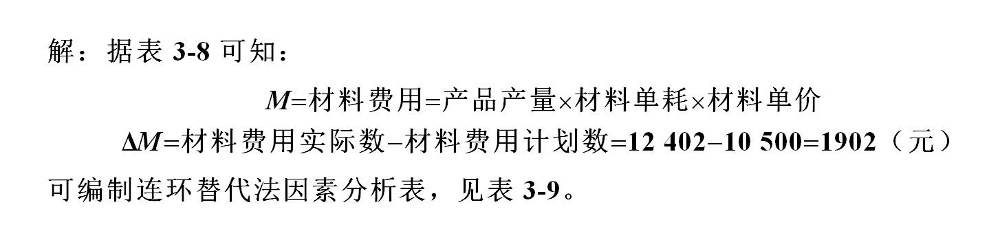 解：据表 3-8 可知：
M=材料费用=产品产量×材料单耗×材料单价
ΔM=材料费用实际数−材料费用计划数=12 402−10 500=1902（元）
可编制连环替代法因素分析表，见表 3-9。